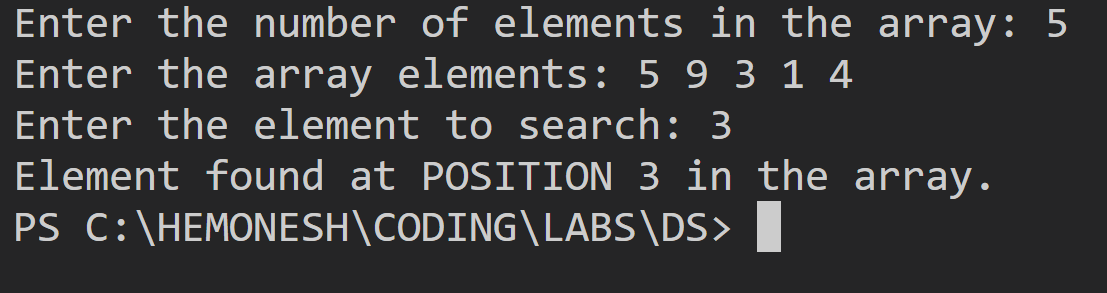 Enter the number of elements in the array: 5
Enter the array elements: 5 9 3 1 4
Enter the element to search: 3
Element found at POSITION 3 in the array.
PS C:\HEMONESH\CODING\LABS\DS>